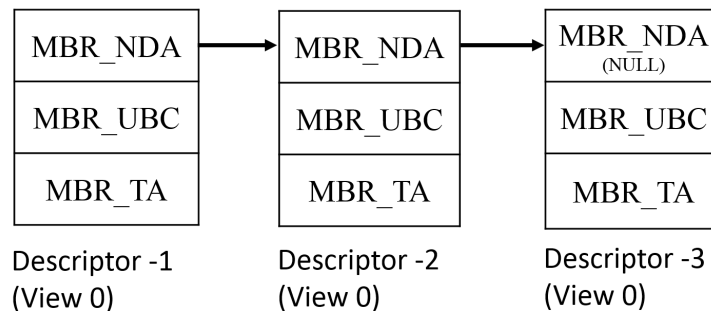 MBR_NDA
MBR_UBC
MBR_TA
Descriptor -1
(View 0)
MBR_NDA
MBR_UBC
MBR_TA
Descriptor -2
(View 0)
MBR_NDA
(NULL)
MBR_UBC
MBR_TA
Descriptor -3
(View 0)